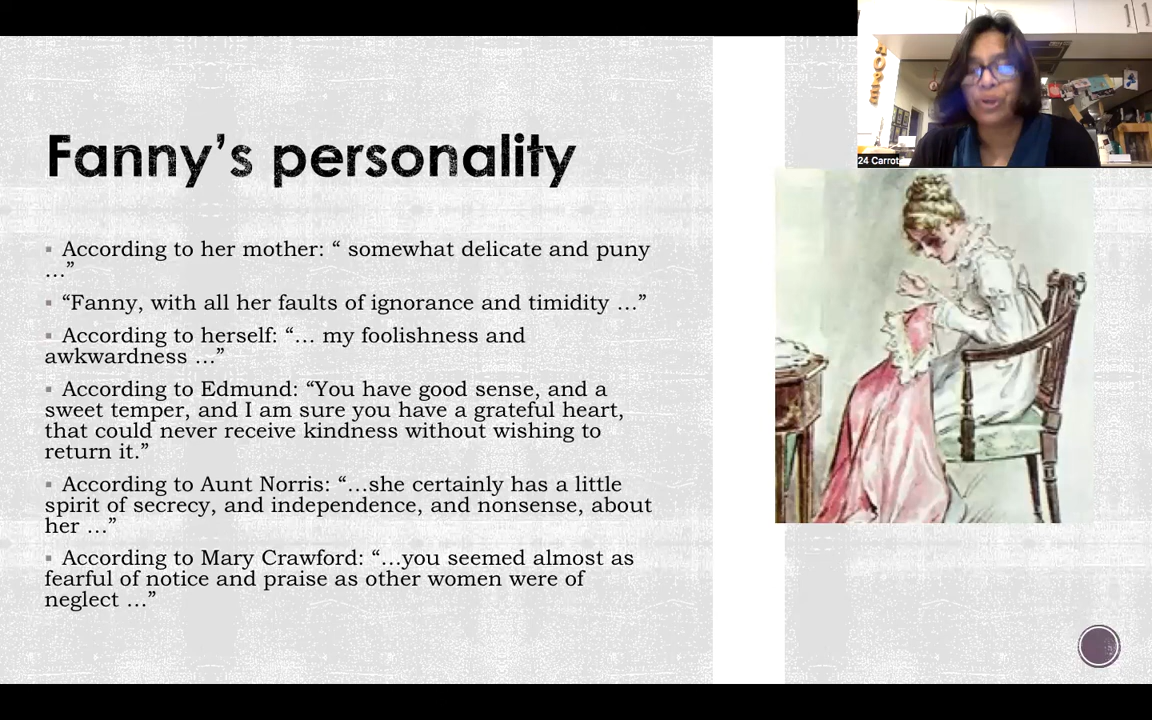 Fanny’s personality
▪ According to her mother: “ somewhat delicate and puny
…”
▪ “Fanny, with all her faults of ignorance and timidity …”
▪ According to herself: “… my foolishness and
awkwardness …”
▪ According to Edmund: “You have good sense, and a
sweet temper, and I am sure you have a grateful heart,
that could never receive kindness without wishing to
return it.”
▪ According to Aunt Norris: “…she certainly has a little
spirit of secrecy, and independence, and nonsense, about
her …”
▪ According to Mary Crawford: “…you seemed almost as
fearful of notice and praise as other women were of
neglect …”
HOPE
24 Carrot